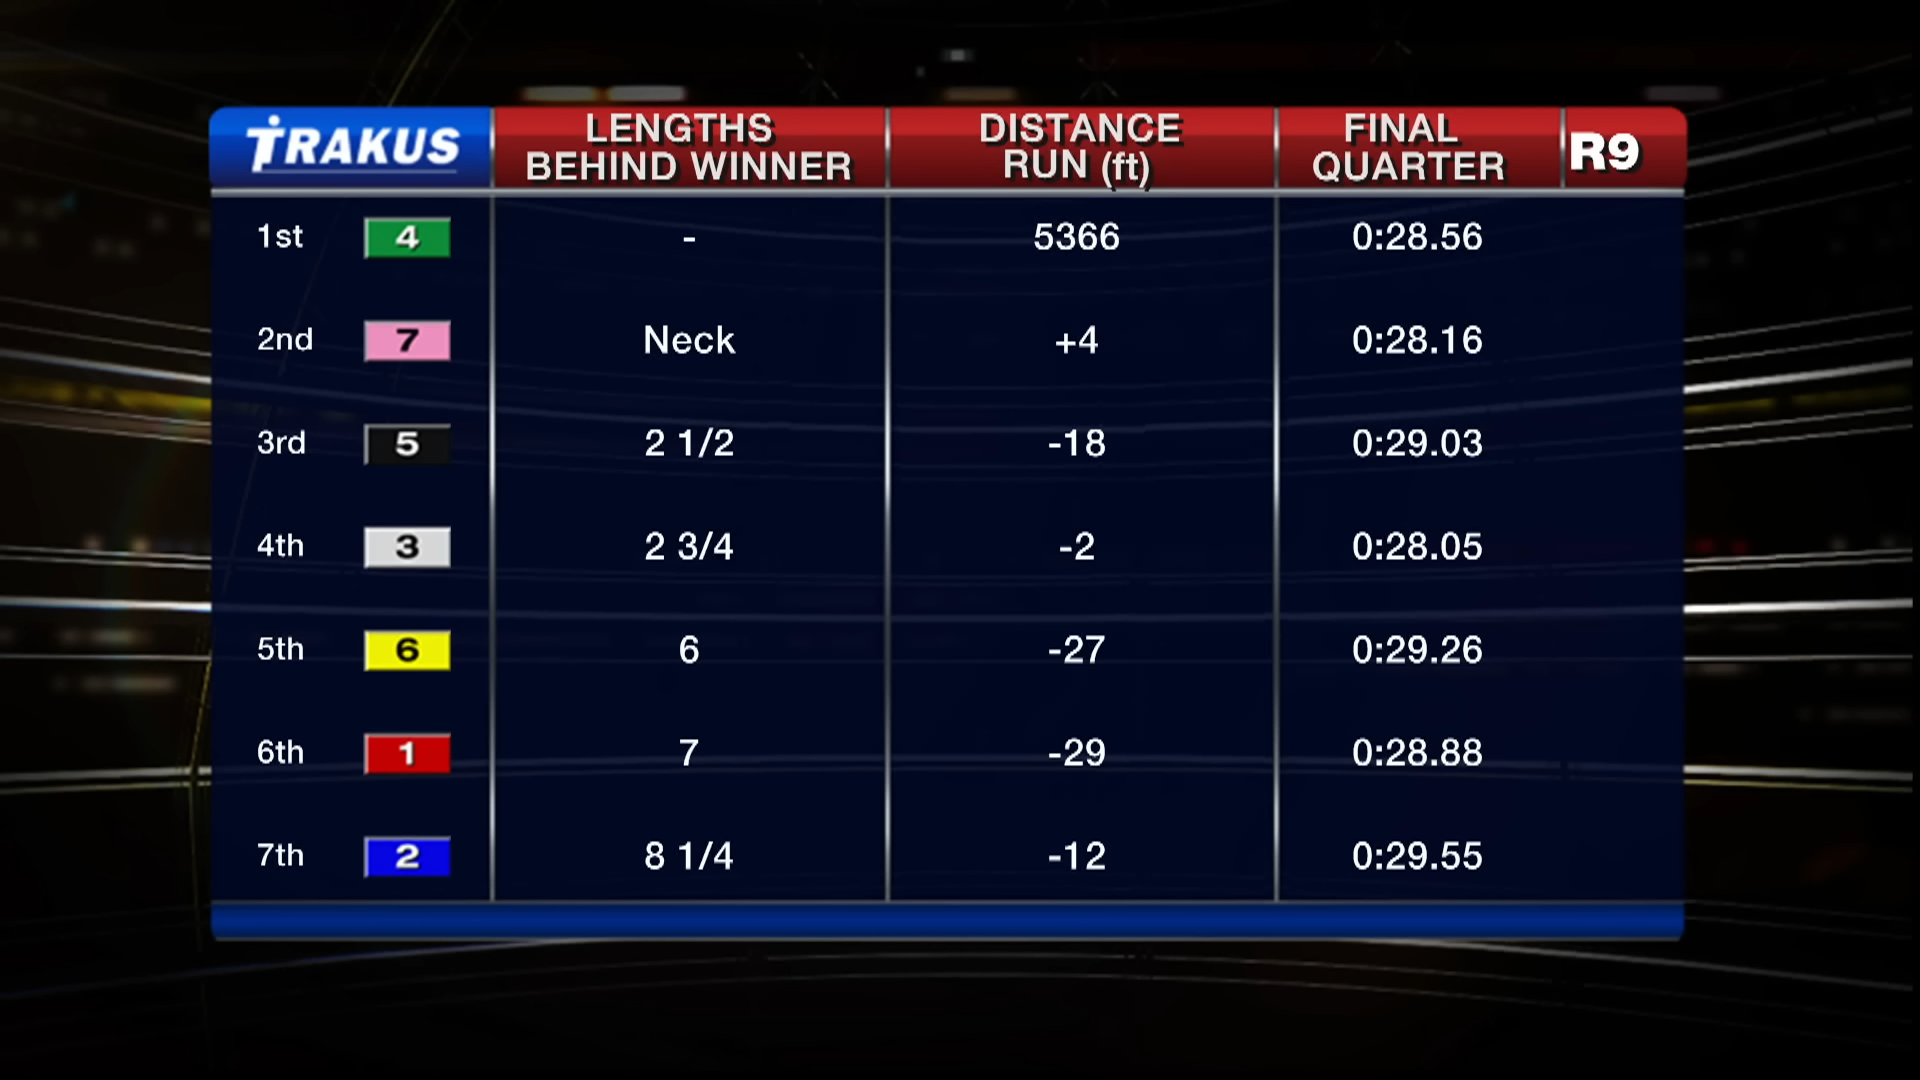 TRAKUS
LENGTHS
BEHIND WINNER
DISTANCE
RUN (ft)
FINAL
QUARTER
R9
1st 4 - 5366 0:28.56
2nd 7 Neck +4 0:28.16
3rd 5 2 1/2 -18 0:29.03
4th 3 2 3/4 -2 0:28.05
5th 6 6 -27 0:29.26
6th 1 7 -29 0:28.88
7th 2 8 1/4 -12 0:29.55